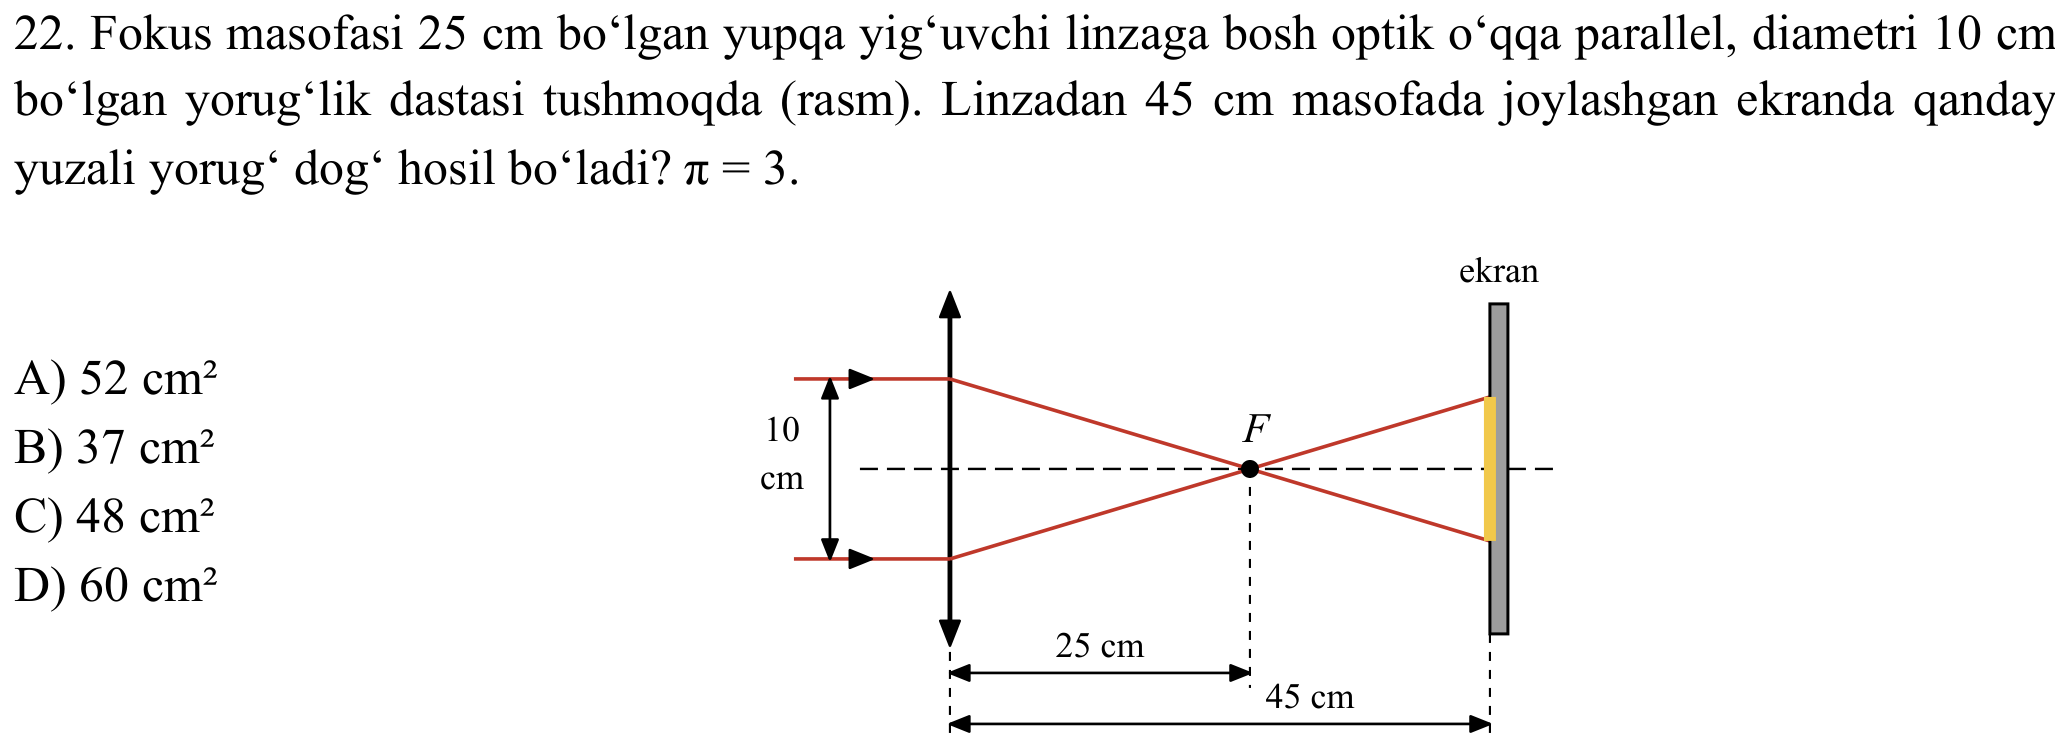 22. Fokus masofasi 25 cm bo‘lgan yupqa yig‘uvchi linzaga bosh optik o‘qqa parallel, diametri 10 cm
bo‘lgan yorug‘lik dastasi tushmoqda (rasm). Linzadan 45 cm masofada joylashgan ekranda qanday
yuzali yorug‘ dog‘ hosil bo‘ladi? π = 3.
ekran
A) 52 cm²
B) 37 cm²
C) 48 cm²
D) 60 cm²
10
cm
F
25 cm
45 cm